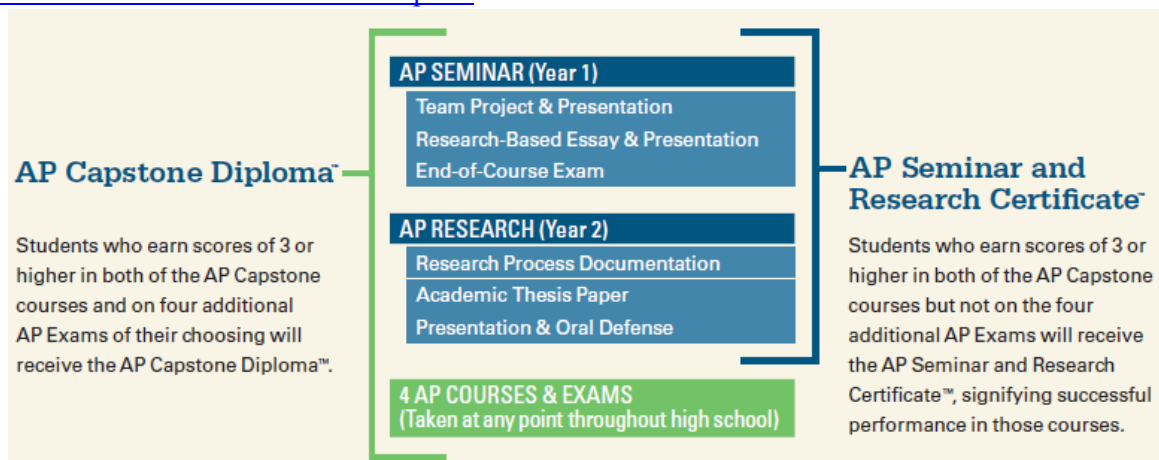 AP Capstone Diploma™
Students who earn scores of 3 or
higher in both of the AP Capstone
courses and on four additional
AP Exams of their choosing will
receive the AP Capstone Diploma™.
AP SEMINAR (Year 1)
Team Project & Presentation
Research-Based Essay & Presentation
End-of-Course Exam
AP RESEARCH (Year 2)
Research Process Documentation
Academic Thesis Paper
Presentation & Oral Defense
4 AP COURSES & EXAMS
(Taken at any point throughout high school)
AP Seminar and
Research Certificate™
Students who earn scores of 3 or
higher in both of the AP Capstone
courses but not on the four
additional AP Exams will receive
the AP Seminar and Research
Certificate™, signifying successful
performance in those courses.